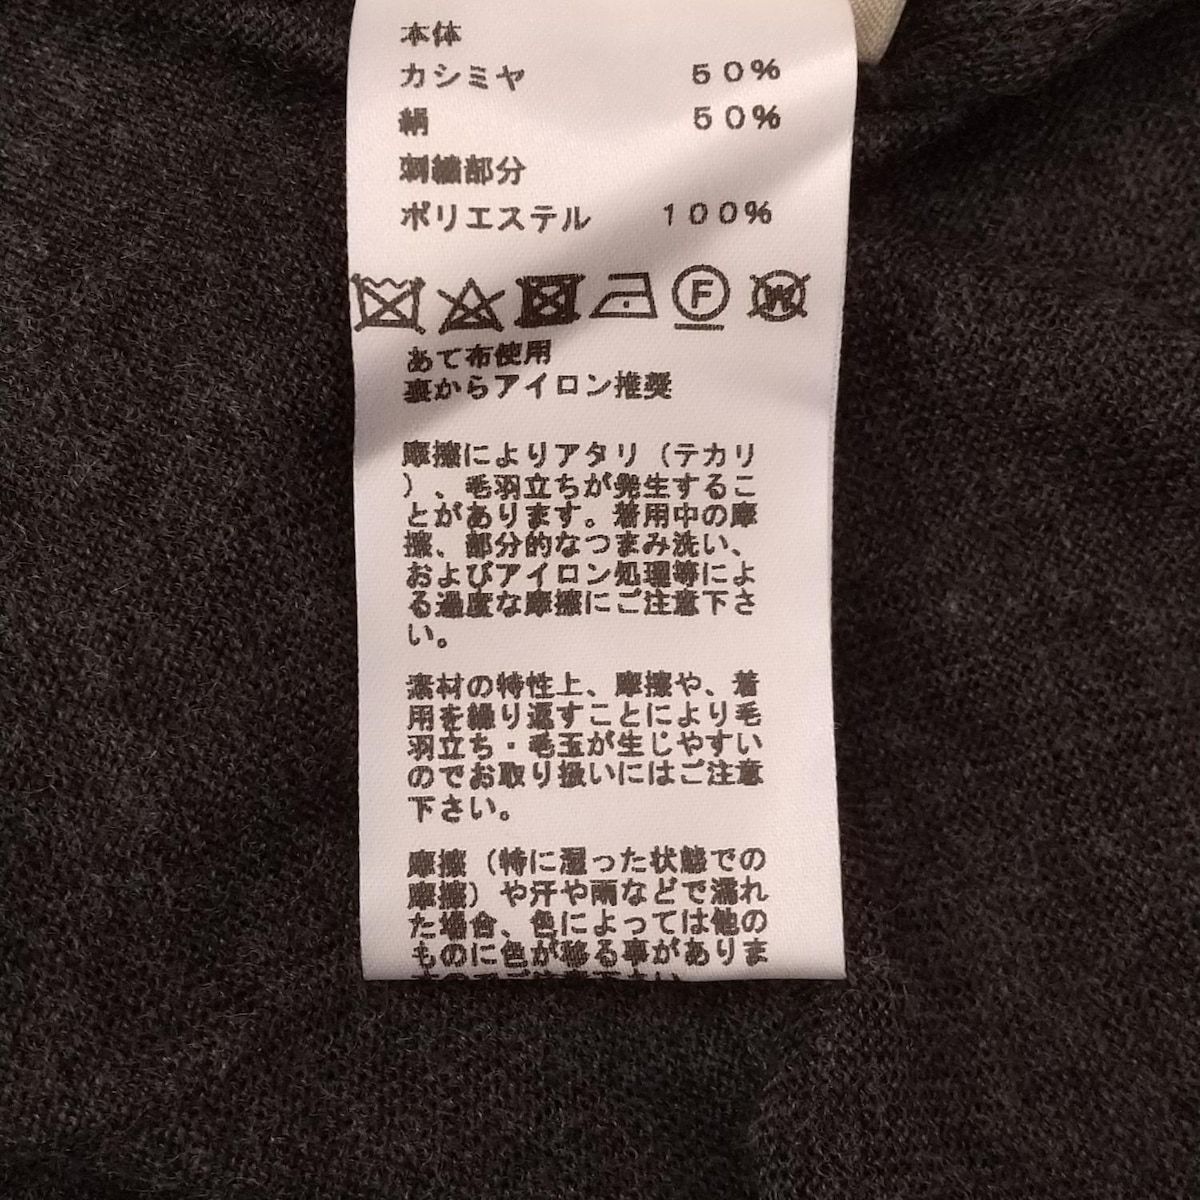 本体
カシミヤ 50%
絹 50%
刺繍部分
ポリエステル 100%
F W
あて布使用
裏からアイロン推奨
摩擦によりアタリ（テカリ
）、毛羽立ちが発生するこ
とがあります。着用中の摩
擦、部分的なつまみ洗い、
およびアイロン処理等によ
る過度な摩擦にご注意下さ
い。
素材の特性上、摩擦や、着
用を繰り返すことにより毛
羽立ち・毛玉が生じやすい
のでお取り扱いにはご注意
下さい。
摩擦（特に湿った状態での
摩擦）や汗や雨などで濡れ
た場合、色によっては他の
ものに色が移る事がありま
すのでご注意下さい。